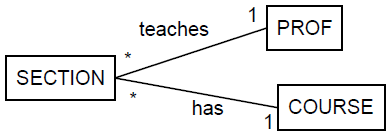 teaches
1
PROF
*
SECTION
*
has
1
COURSE